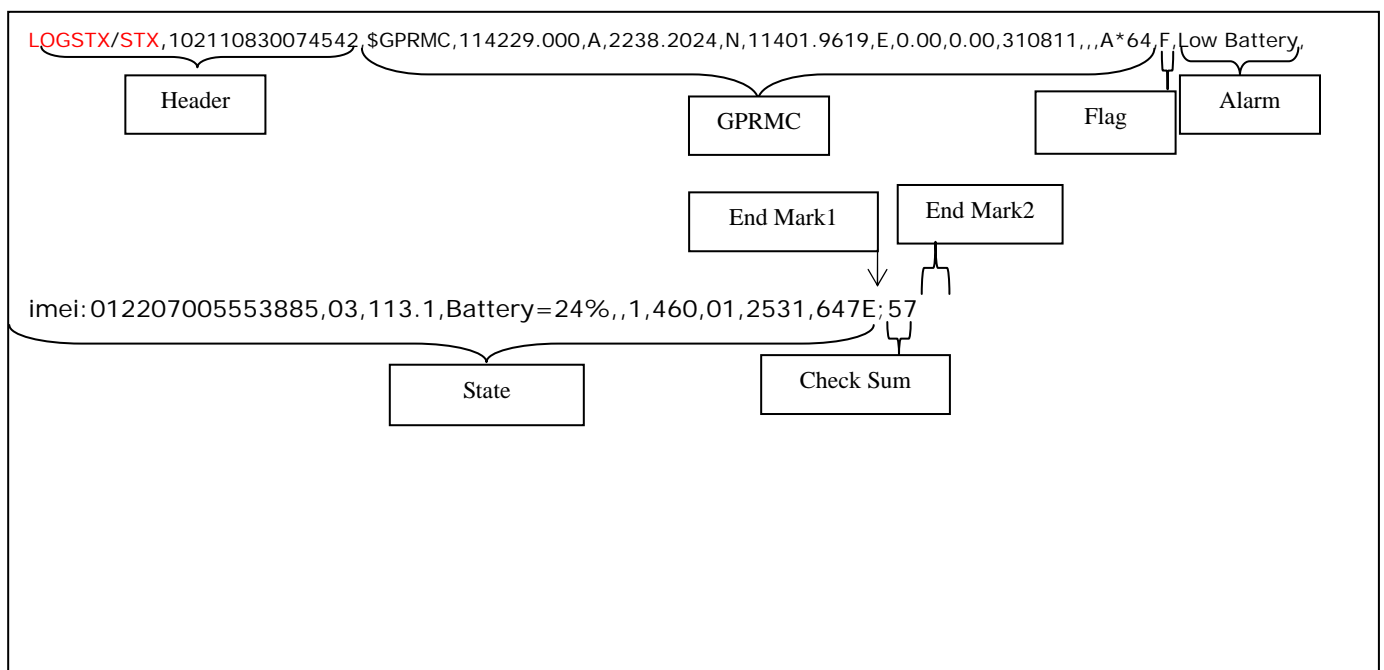 LOGSTX/STX,102110830074542,$GPRMC,114229.000,A,2238.2024,N,11401.9619,E,0.00,0.00,310811,,,A*64,F,Low Battery,
Header
GPRMC
Flag
Alarm
End Mark1
End Mark2
imei:012207005553885,03,113.1,Battery=24%,,1,460,01,2531,647E;57
State
Check Sum